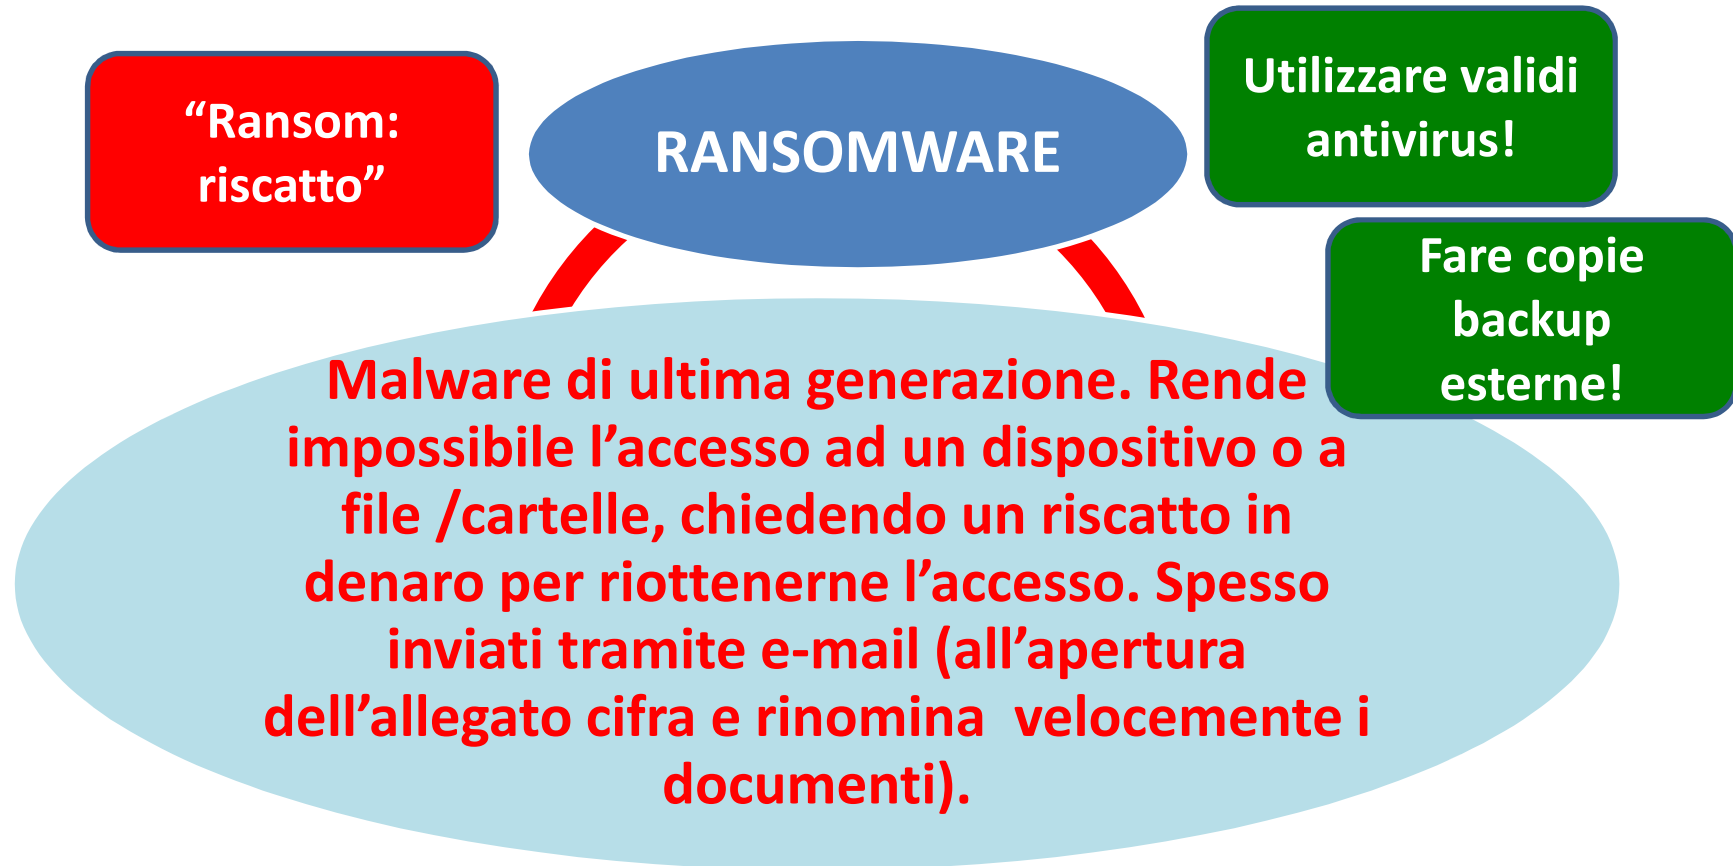 “Ransom:
riscatto”
RANSOMWARE
Utilizzare validi
antivirus!
Fare copie
backup
esterne!
Malware di ultima generazione. Rende
impossibile l’accesso ad un dispositivo o a
file /cartelle, chiedendo un riscatto in
denaro per riottenerne l’accesso. Spesso
inviati tramite e-mail (all’apertura
dell’allegato cifra e rinomina  velocemente i
documenti).